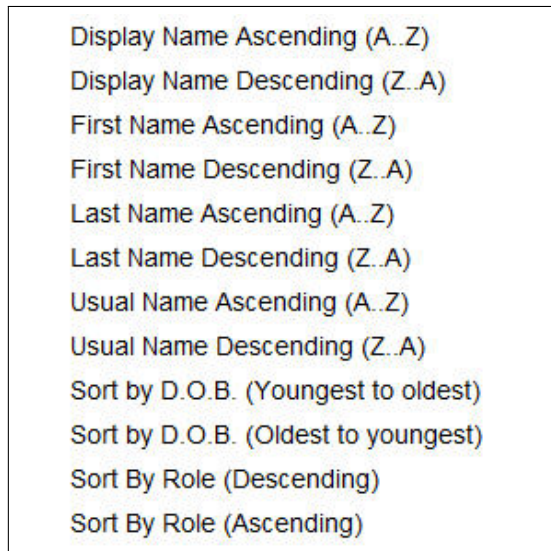 Display Name Ascending (A..Z)
Display Name Descending (Z..A)
First Name Ascending (A..Z)
First Name Descending (Z..A)
Last Name Ascending (A..Z)
Last Name Descending (Z..A)
Usual Name Ascending (A..Z)
Usual Name Descending (Z..A)
Sort by D.O.B. (Youngest to oldest)
Sort by D.O.B. (Oldest to youngest)
Sort By Role (Descending)
Sort By Role (Ascending)